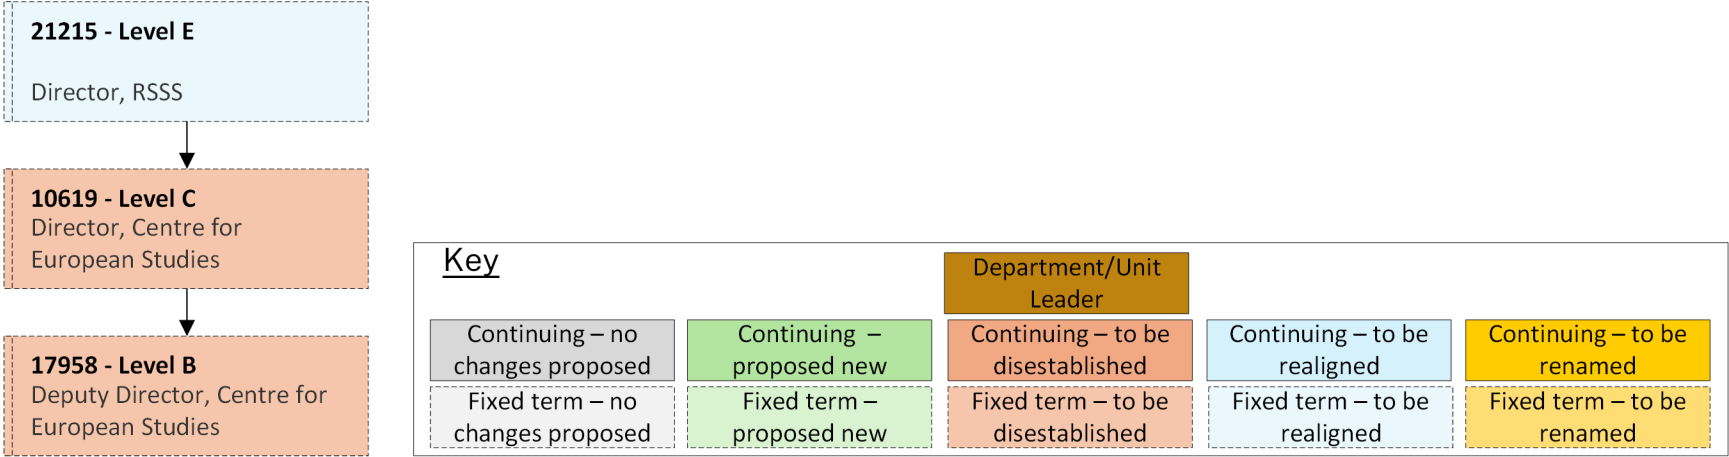 21215 - Level E
Director, RSSS
10619 - Level C
Director, Centre for
European Studies
17958 - Level B
Deputy Director, Centre for
European Studies
Key
Department/Unit
Leader
Continuing – no
changes proposed
Continuing –
proposed new
Continuing – to be
disestablished
Continuing – to be
realigned
Continuing – to be
renamed
Fixed term – no
changes proposed
Fixed term –
proposed new
Fixed term – to be
disestablished
Fixed term – to be
realigned
Fixed term – to be
renamed